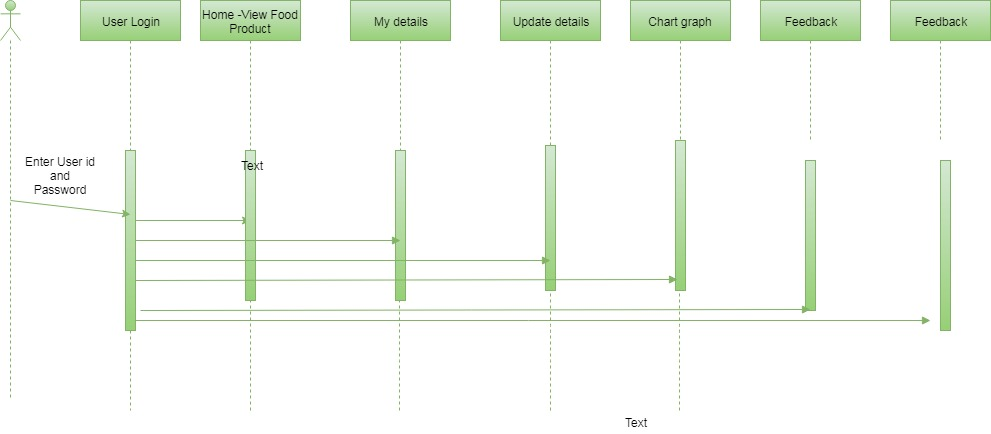 User Login
Home -View Food
Product
My details
Update details
Chart graph
Feedback
Feedback
Enter User id
and
Password
Text
Text